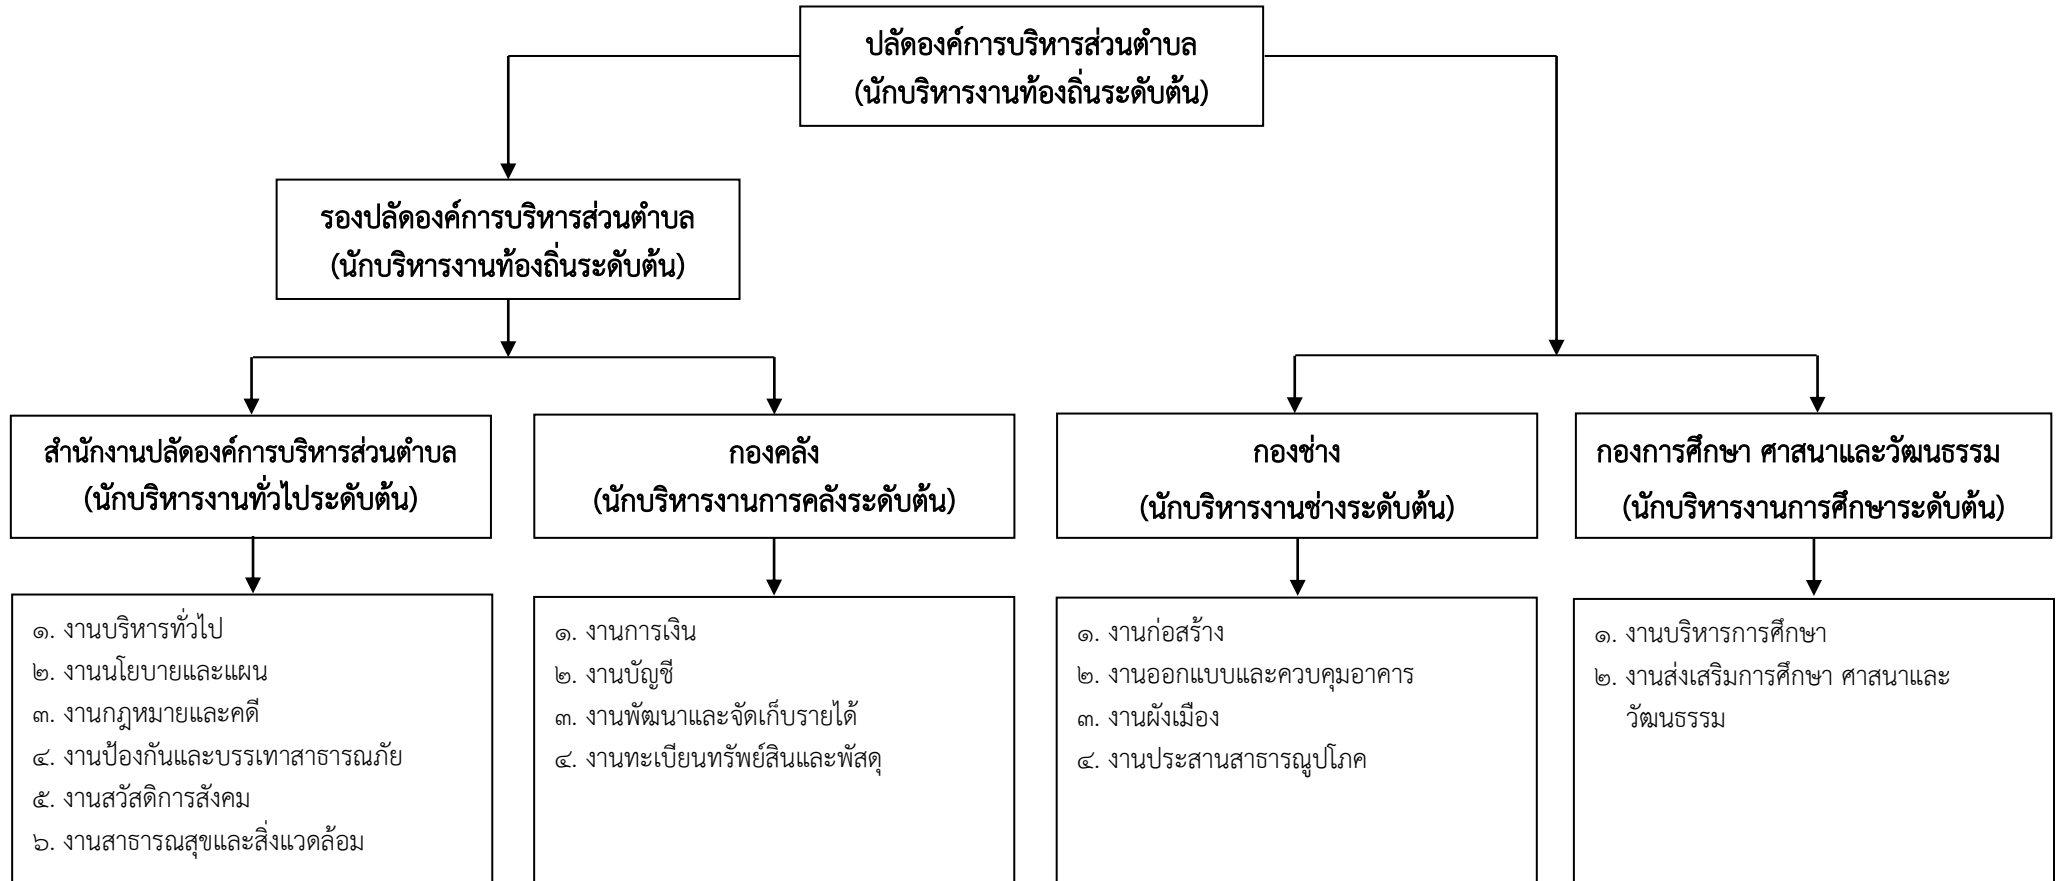 ปลัดองค์การบริหารส่วนตำบล
(นักบริหารงานท้องถิ่นระดับต้น)
รองปลัดองค์การบริหารส่วนตำบล
(นักบริหารงานท้องถิ่นระดับต้น)
สำนักงานปลัดองค์การบริหารส่วนตำบล
(นักบริหารงานทั่วไประดับต้น)
กองคลัง
(นักบริหารงานการคลังระดับต้น)
กองช่าง
(นักบริหารงานช่างระดับต้น)
กองการศึกษา ศาสนาและวัฒนธรรม
(นักบริหารงานการศึกษาระดับต้น)
๑. งานบริหารทั่วไป
๒. งานนโยบายและแผน
๓. งานกฎหมายและคดี
๔. งานป้องกันและบรรเทาสาธารณภัย
๕. งานสวัสดิการสังคม
๖. งานสาธารณสุขและสิ่งแวดล้อม
๑. งานการเงิน
๒. งานบัญชี
๓. งานพัฒนาและจัดเก็บรายได้
๔. งานทะเบียนทรัพย์สินและพัสดุ
๑. งานก่อสร้าง
๒. งานออกแบบและควบคุมอาคาร
๓. งานผังเมือง
๔. งานประสานสาธารณูปโภค
๑. งานบริหารการศึกษา
๒. งานส่งเสริมการศึกษา ศาสนาและ
วัฒนธรรม